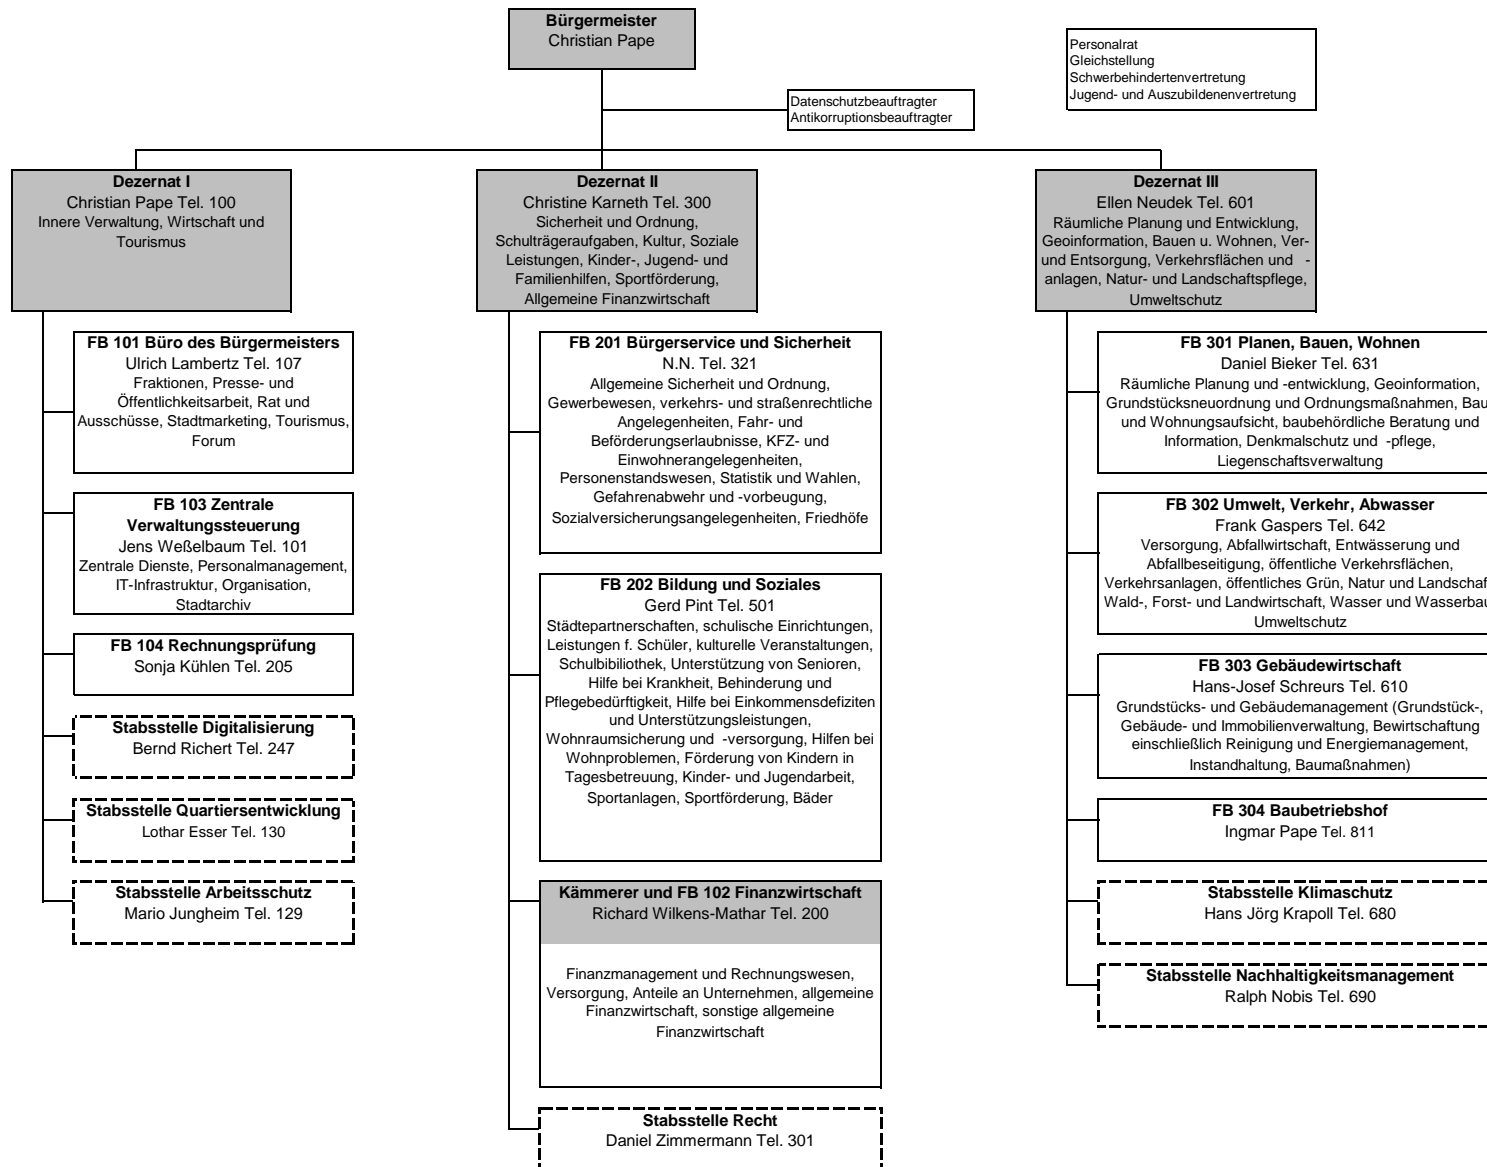 Bürgermeister
Christian Pape
Personalrat
Gleichstellung
Schwerbehindertenvertretung
Jugend- und Auszubildenenvertretung
Datenschutzbeauftragter
Antikorruptionsbeauftragter
Dezernat I
Christian Pape Tel. 100
Innere Verwaltung, Wirtschaft und
Tourismus
FB 101 Büro des Bürgermeisters
Ulrich Lambertz Tel. 107
Fraktionen, Presse- und
Öffentlichkeitsarbeit, Rat und
Ausschüsse, Stadtmarketing, Tourismus,
Forum
FB 103 Zentrale
Verwaltungssteuerung
Jens Weßelbaum Tel. 101
Zentrale Dienste, Personalmanagement,
IT-Infrastruktur, Organisation,
Stadtarchiv
FB 104 Rechnungsprüfung
Sonja Kühlen Tel. 205
Stabsstelle Digitalisierung
Bernd Richert Tel. 247
Stabsstelle Quartiersentwicklung
Lothar Esser Tel. 130
Stabsstelle Arbeitsschutz
Mario Jungheim Tel. 129
Dezernat II
Christine Karneth Tel. 300
Sicherheit und Ordnung,
Schulträgeraufgaben, Kultur, Soziale
Leistungen, Kinder-, Jugend- und
Familienhilfen, Sportförderung,
Allgemeine Finanzwirtschaft
FB 201 Bürgerservice und Sicherheit
N.N. Tel. 321
Allgemeine Sicherheit und Ordnung,
Gewerbewesen, verkehrs- und straßenrechtliche
Angelegenheiten, Fahr- und
Beförderungserlaubnisse, KFZ- und
Einwohnerangelegenheiten,
Personenstandswesen, Statistik und Wahlen,
Gefahrenabwehr und -vorbeugung,
Sozialversicherungsangelegenheiten, Friedhöfe
FB 202 Bildung und Soziales
Gerd Pint Tel. 501
Städtepartnerschaften, schulische Einrichtungen,
Leistungen f. Schüler, kulturelle Veranstaltungen,
Schulbibliothek, Unterstützung von Senioren,
Hilfe bei Krankheit, Behinderung und
Pflegebedürftigkeit, Hilfe bei Einkommensdefiziten
und Unterstützungsleistungen,
Wohnraumsicherung und -versorgung, Hilfen bei
Wohnproblemen, Förderung von Kindern in
Tagesbetreuung, Kinder- und Jugendarbeit,
Sportanlagen, Sportförderung, Bäder
Kämmerer und FB 102 Finanzwirtschaft
Richard Wilkens-Mathar Tel. 200
Finanzmanagement und Rechnungswesen,
Versorgung, Anteile an Unternehmen, allgemeine
Finanzwirtschaft, sonstige allgemeine
Finanzwirtschaft
Stabsstelle Recht
Daniel Zimmermann Tel. 301
Dezernat III
Ellen Neudek Tel. 601
Räumliche Planung und Entwicklung,
Geoinformation, Bauen u. Wohnen, Ver-
und Entsorgung, Verkehrsflächen und -
anlagen, Natur- und Landschaftspflege,
Umweltschutz
FB 301 Planen, Bauen, Wohnen
Daniel Bieker Tel. 631
Räumliche Planung und -entwicklung, Geoinformation,
Grundstücksneuordnung und Ordnungsmaßnahmen, Bau
und Wohnungsaufsicht, baubehördliche Beratung und
Information, Denkmalschutz und -pflege,
Liegenschaftsverwaltung
FB 302 Umwelt, Verkehr, Abwasser
Frank Gaspers Tel. 642
Versorgung, Abfallwirtschaft, Entwässerung und
Abfallbeseitigung, öffentliche Verkehrsflächen,
Verkehrsanlagen, öffentliches Grün, Natur und
Wald-, Forst- und Landwirtschaft, Wasser und
Umweltschutz
FB 303 Gebäudewirtschaft
Hans-Josef Schreurs Tel. 610
Grundstücks- und Gebäudemanagement (Grundstück-,
Gebäude- und Immobilienverwaltung, Bewirtschaftung
einschließlich Reinigung und Energiemanagement,
Instandhaltung, Baumaßnahmen)
FB 304 Baubetriebshof
Ingmar Pape Tel. 811
Stabsstelle Klimaschutz
Hans Jörg Krapoll Tel. 680
Stabsstelle Nachhaltigkeitsmanagement
Ralph Nobis Tel. 690